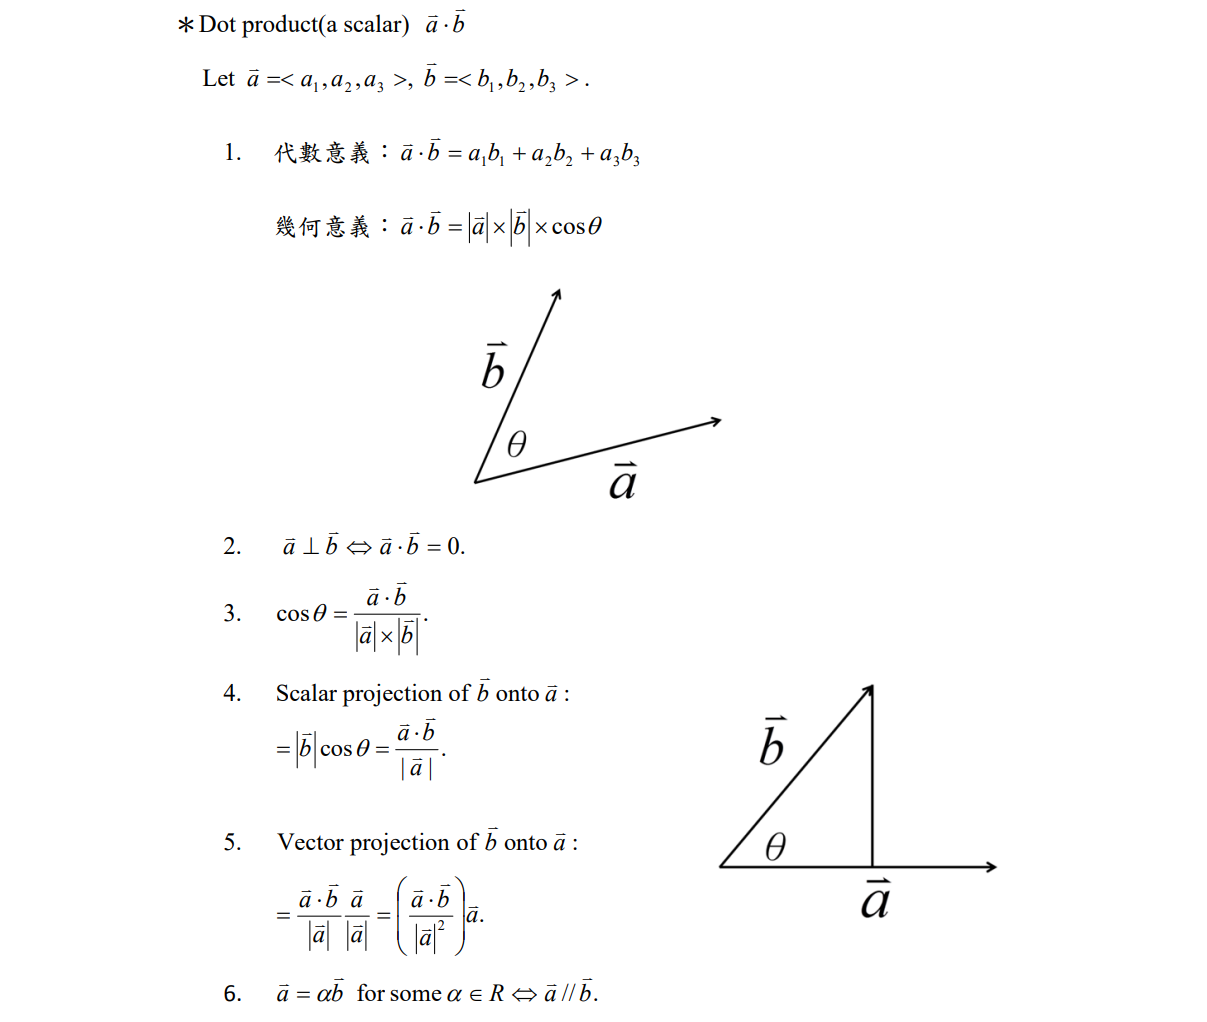 ＊Dot product(a scalar) $\vec{a} \cdot \vec{b}$
Let $\vec{a} =< a_1, a_2, a_3 >, \vec{b} =< b_1, b_2, b_3 >.$
1. 代數意義：$\vec{a} \cdot \vec{b} = a_1b_1 + a_2b_2 + a_3b_3$
幾何意義：$\vec{a} \cdot \vec{b} = |\vec{a}| \times |\vec{b}| \times \cos\theta$
$\vec{b}$
$\theta$
$\vec{a}$
2. $\vec{a} \perp \vec{b} \Leftrightarrow \vec{a} \cdot \vec{b} = 0.$
3. $\cos\theta = \frac{\vec{a} \cdot \vec{b}}{|\vec{a}| \times |\vec{b}|}.$
4. Scalar projection of $\vec{b}$ onto $\vec{a}$ :
$= |\vec{b}| \cos\theta = \frac{\vec{a} \cdot \vec{b}}{|\vec{a}|}.$
$\vec{b}$
$\theta$
$\vec{a}$
5. Vector projection of $\vec{b}$ onto $\vec{a}$ :
$= \frac{\vec{a} \cdot \vec{b}}{|\vec{a}|} \frac{\vec{a}}{|\vec{a}|} = \left( \frac{\vec{a} \cdot \vec{b}}{|\vec{a}|^2} \right) \vec{a}.$
6. $\vec{a} = \alpha\vec{b}$ for some $\alpha \in R \Leftrightarrow \vec{a} // \vec{b}.$